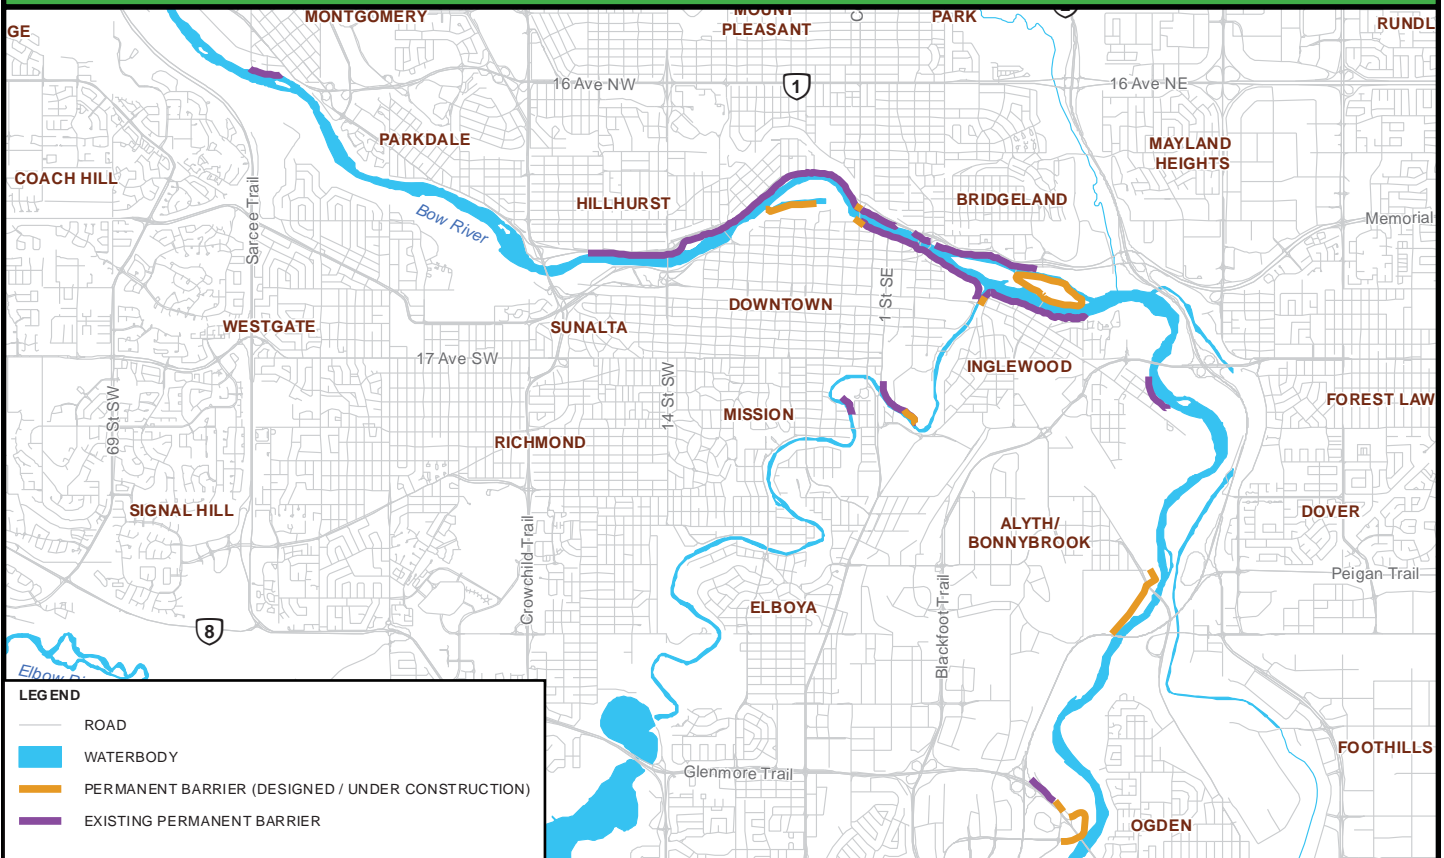 MONTGOMERY
MOUNT
PLEASANT
PARK
RUNDL
GE
16 Ave NW
1
16 Ave NE
PARKDALE
MAYLAND
HEIGHTS
COACH HILL
HILLHURST
BRIDGELAND
Bow River
Sarcee Trail
Memorial
1 St SE
DOWNTOWN
WESTGATE
SUNALTA
17 Ave SW
INGLEWOOD
14 St SW
69 St SW
MISSION
FOREST LAW
RICHMOND
SIGNAL HILL
DOVER
ALYTH/
BONNYBROOK
Crowchild Trail
Peigan Trail
Blackfoot Trail
ELBOYA
8
Elbow Ri
LEGEND
ROAD
WATERBODY
PERMANENT BARRIER (DESIGNED / UNDER CONSTRUCTION)
EXISTING PERMANENT BARRIER
Glenmore Trail
FOOTHILLS
OGDEN